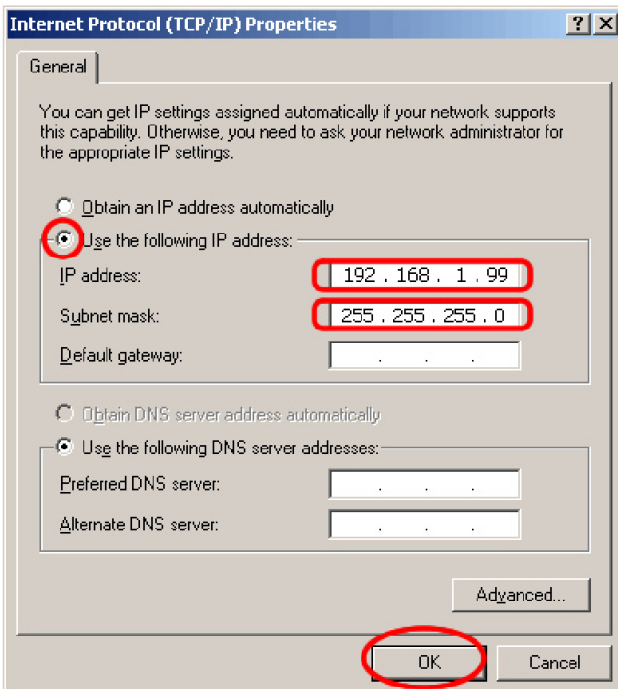 Internet Protocol (TCP/IP) Properties
General
You can get IP settings assigned automatically if your network supports
this capability. Otherwise, you need to ask your network administrator for
the appropriate IP settings.
Obtain an IP address automatically
Use the following IP address:
IP address: 192 . 168 . 1 . 99
Subnet mask: 255 . 255 . 255 . 0
Default gateway: . . .
Obtain DNS server address automatically
Use the following DNS server addresses:
Preferred DNS server: . . .
Alternate DNS server: . . .
Advanced...
OK Cancel